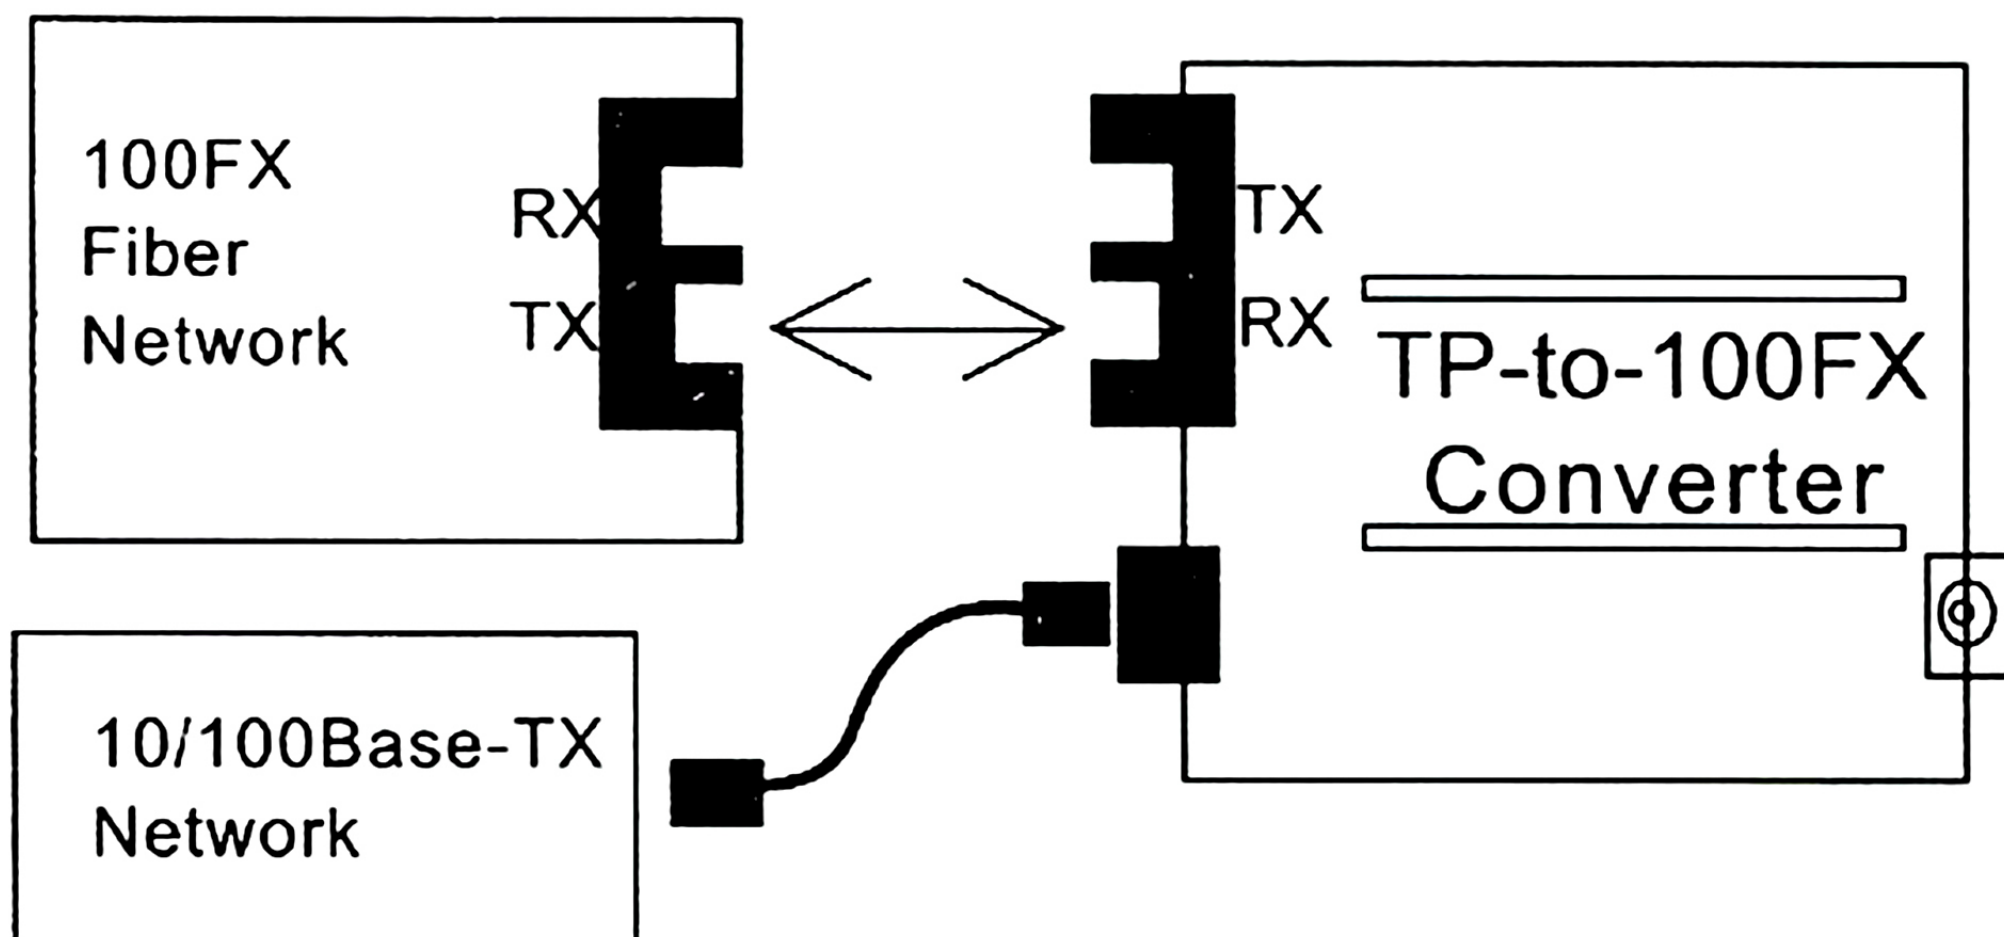 100FX
Fiber
Network
RX
TX
TX
RX
TP-to-100FX
Converter
10/100Base-TX
Network